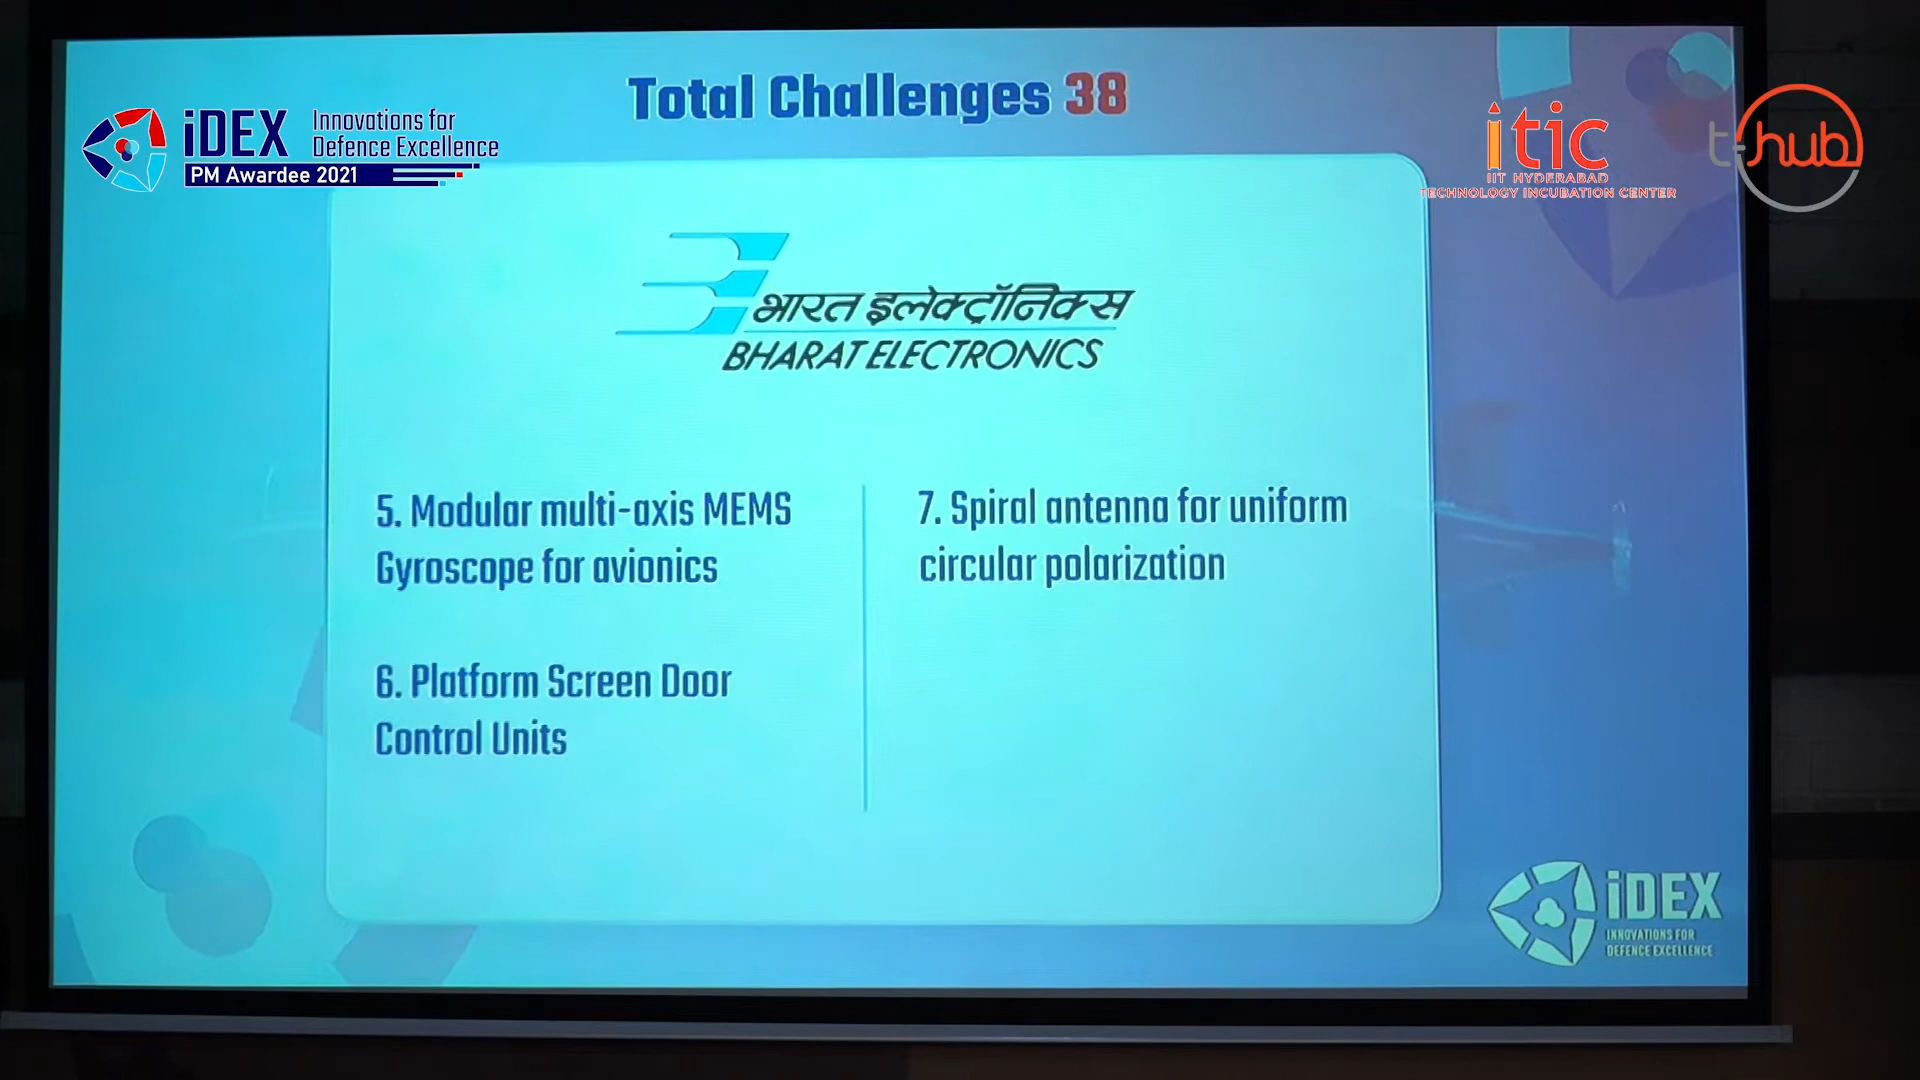 Total Challenges 38
iDEX
Innovations for
Defence Excellence
PM Awardee 2021
itic
IIT HYDERABAD
TECHNOLOGY INCUBATION CENTER
t-hub
भारत इलेक्ट्रॉनिक्स
BHARAT ELECTRONICS
5. Modular multi-axis MEMS
Gyroscope for avionics
6. Platform Screen Door
Control Units
7. Spiral antenna for uniform
circular polarization
iDEX
INNOVATIONS FOR
DEFENCE EXCELLENCE